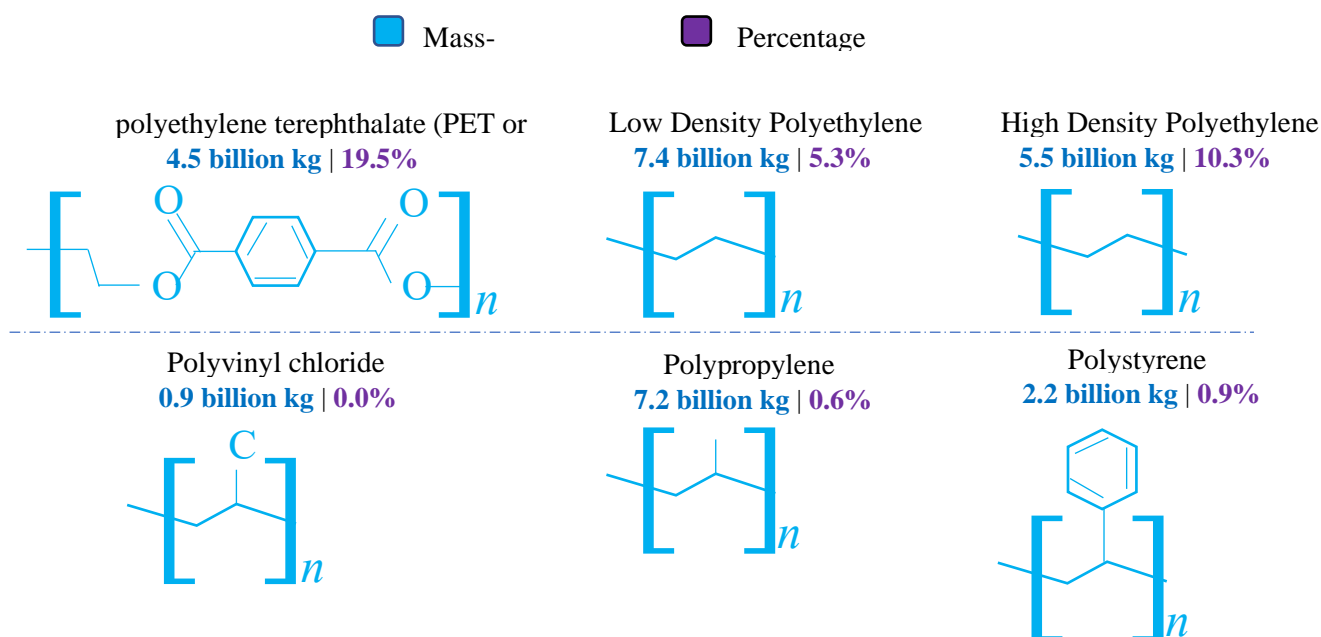 Mass- Percentage
polyethylene terephthalate (PET or
4.5 billion kg | 19.5%
O O
O O
n
Low Density Polyethylene
7.4 billion kg | 5.3%
n
High Density Polyethylene
5.5 billion kg | 10.3%
n
Polyvinyl chloride
0.9 billion kg | 0.0%
C
n
Polypropylene
7.2 billion kg | 0.6%
n
Polystyrene
2.2 billion kg | 0.9%
n